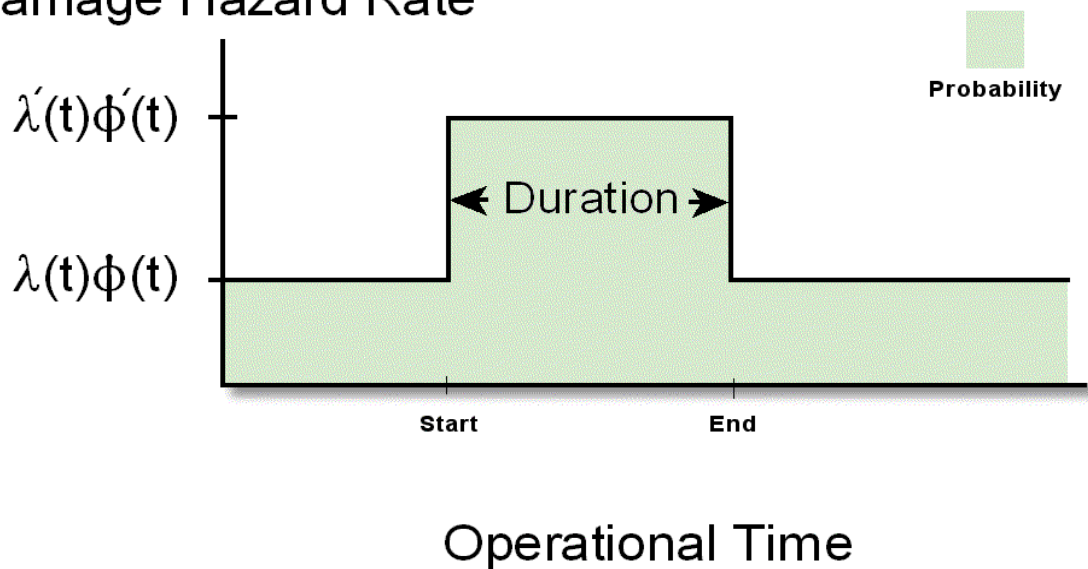 amage Hazard Rate
Probability
λ´(t)ϕ´(t)
Duration
λ(t)ϕ(t)
Start End
Operational Time